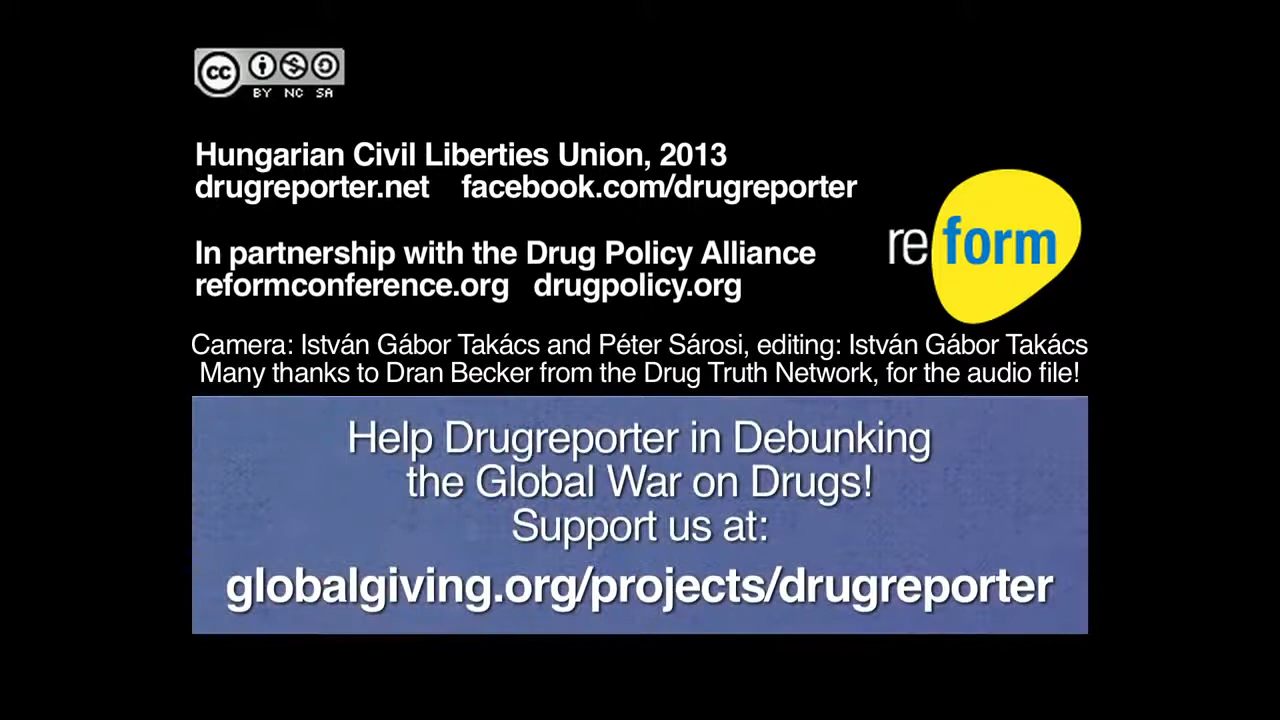 cc
BY NC SA
Hungarian Civil Liberties Union, 2013
drugreporter.net facebook.com/drugreporter
In partnership with the Drug Policy Alliance
reformconference.org drugpolicy.org
reform
Camera: István Gábor Takács and Péter Sárosi, editing: István Gábor Takács
Many thanks to Dran Becker from the Drug Truth Network, for the audio file!
Help Drugreporter in Debunking
the Global War on Drugs!
Support us at:
globalgiving.org/projects/drugreporter